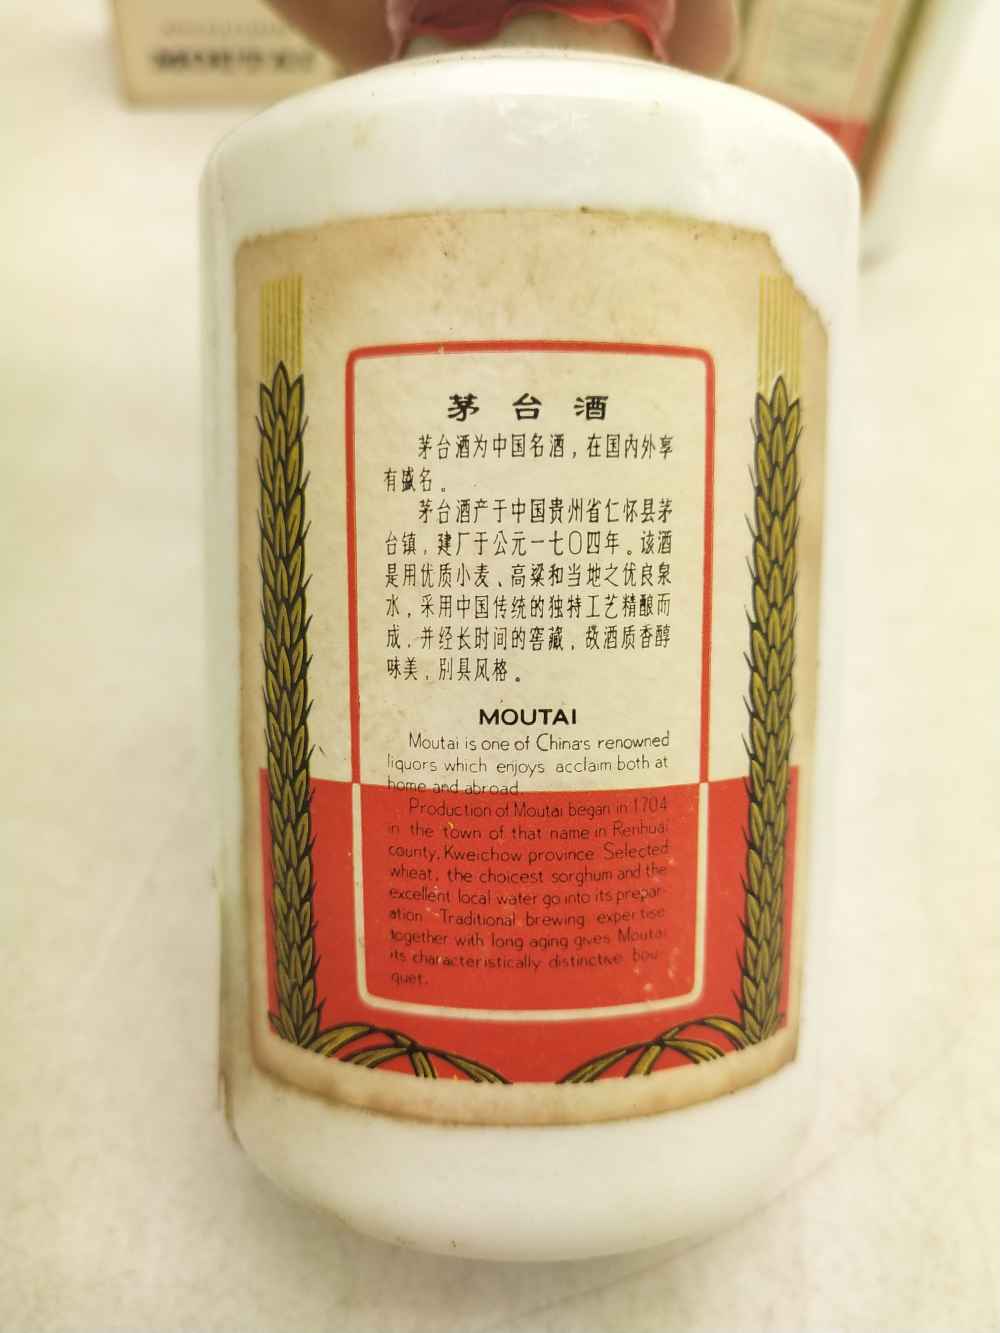 茅台酒
茅台酒为中国名酒，在国内外享
有盛名。
茅台酒产于中国贵州省仁怀县茅
台镇，建厂于公元一七〇四年。该酒
是用优质小麦、高粱和当地之优良泉
水，采用中国传统的独特工艺精酿而
成，并经长时间的窖藏，故酒质香醇
味美，别具风格。
MOUTAI
Moutai is one of China's renowned
liquors which enjoys acclaim both at
home and abroad.
Production of Moutai began in 1704
in the town of that name in Renhuai
county, Kweichow province. Selected
wheat, the choicest sorghum and the
excellent local water go into its prepar-
ation. Traditional brewing expertise
together with long aging gives Moutai
its characteristically distinctive bou-
quet.